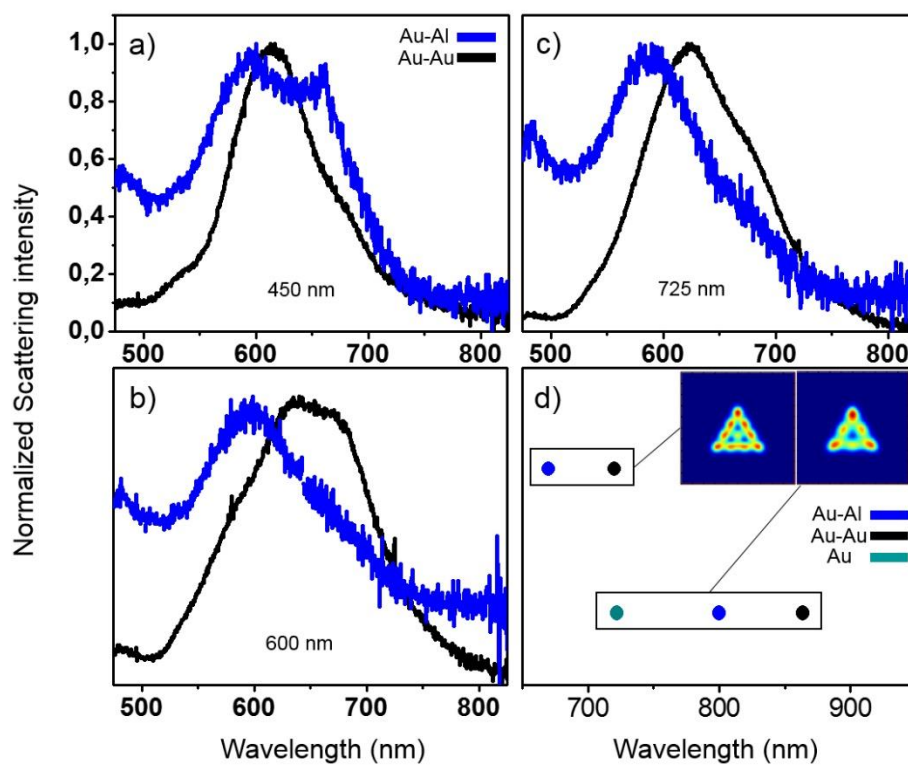 Normalized Scattering intensity
a)
Au-Al
Au-Au
1,0
0,8
0,6
0,4
0,2
0,0
450 nm
500 600 700 800
c)
725 nm
500 600 700 800
b)
600 nm
500 600 700 800
Wavelength (nm)
d)
Au-Al
Au-Au
Au
700 800 900
Wavelength (nm)